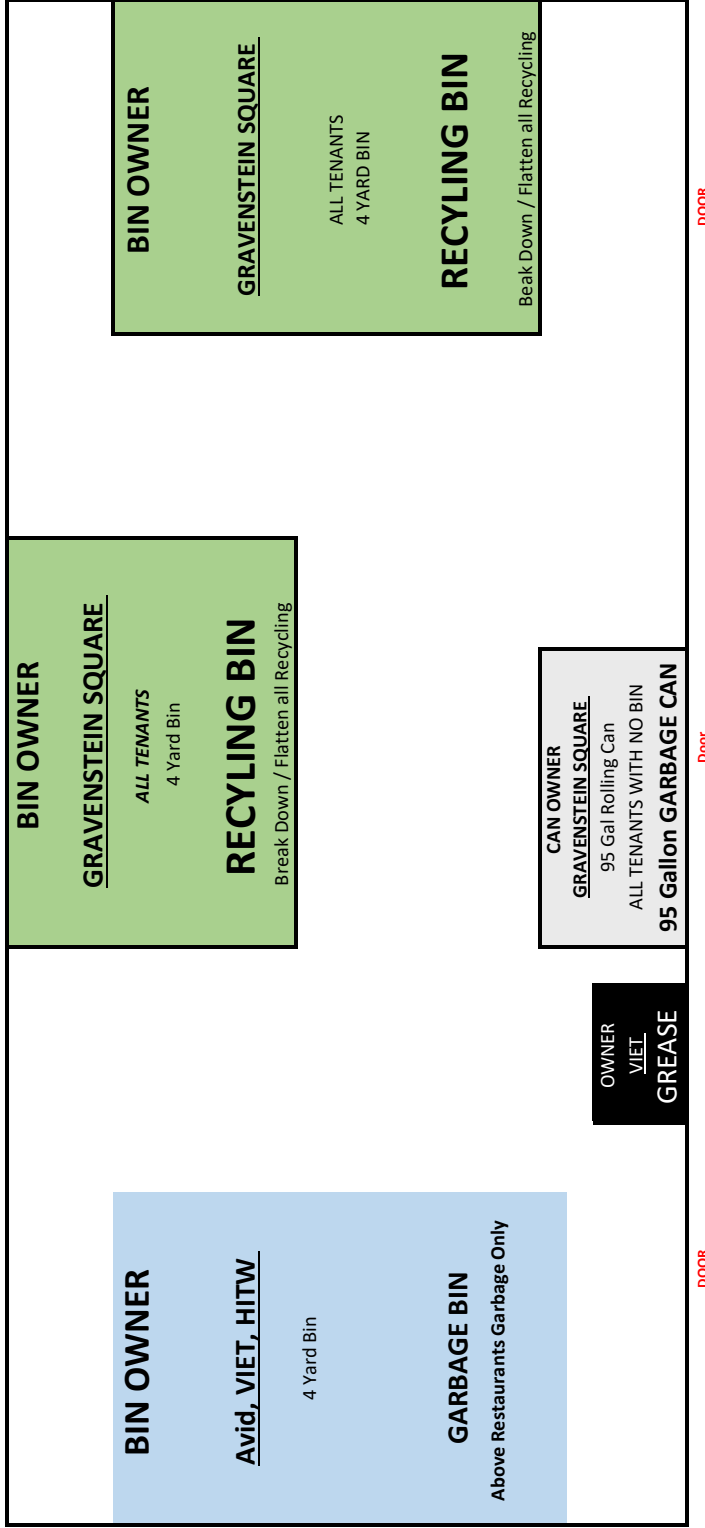 BIN OWNER
Avid, VIET, HITW
4 Yard Bin
GARBAGE BIN
Above Restaurants Garbage Only
OWNER
VIET
GREASE
BIN OWNER
GRAVENSTEIN SQUARE
ALL TENANTS
4 Yard Bin
RECYLING BIN
Break Down / Flatten all Recycling
CAN OWNER
GRAVENSTEIN SQUARE
95 Gal Rolling Can
ALL TENANTS WITH NO BIN
95 Gallon GARBAGE CAN
BIN OWNER
GRAVENSTEIN SQUARE
ALL TENANTS
4 YARD BIN
RECYLING BIN
Beak Down / Flatten all Recycling
DOOR
Door
DOOR